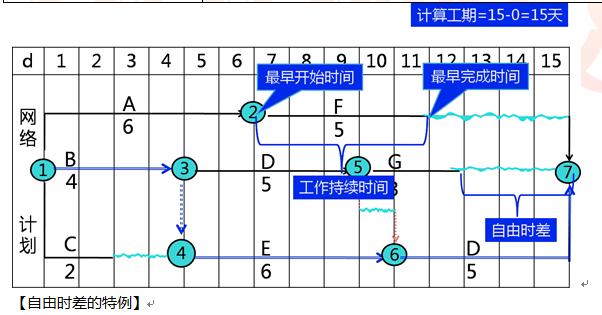 计算工期=15-0=15天
d 1 2 3 4 5 6 7 8 9 10 11 12 13 14 15
最早开始时间
最早完成时间
网络
计划
A
6
2
F
5
1
B
4
3
D
5
5
G
3
7
工作持续时间
自由时差
C
2
4
E
6
6
D
5
【自由时差的特例】